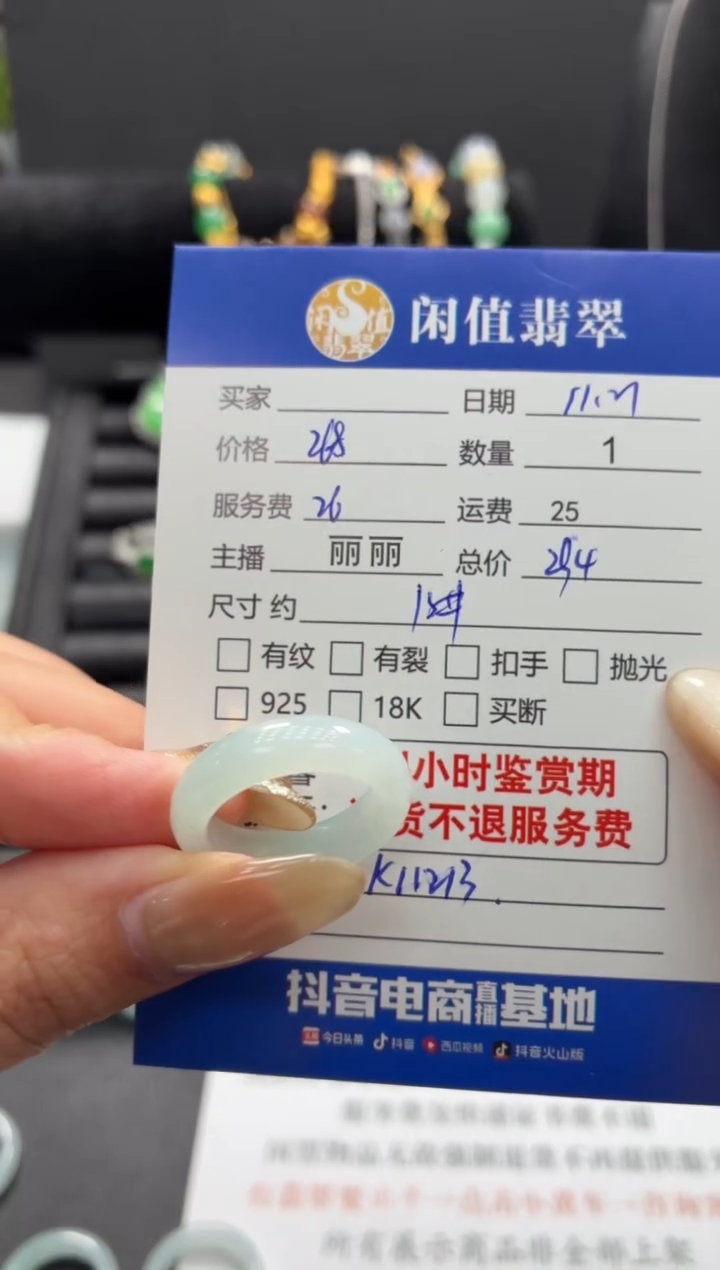 闲值翡翠
买家 日期 11.27
价格 268 数量 1
服务费 26 运费 25
主播 丽丽 总价 294
尺寸 约
有纹 有裂 扣手 抛光
925 18K 买断
小时鉴赏期
货不退服务费
K11213
抖音电商直播基地
今日头条 抖音 西瓜视频 抖音火山版